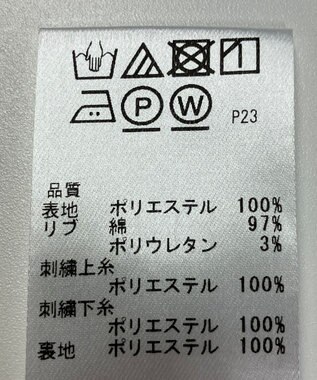 P W P23
品質
表地 ポリエステル 100%
リブ 綿 97%
ポリウレタン 3%
刺繍上糸
ポリエステル 100%
刺繍下糸
ポリエステル 100%
裏地 ポリエステル 100%